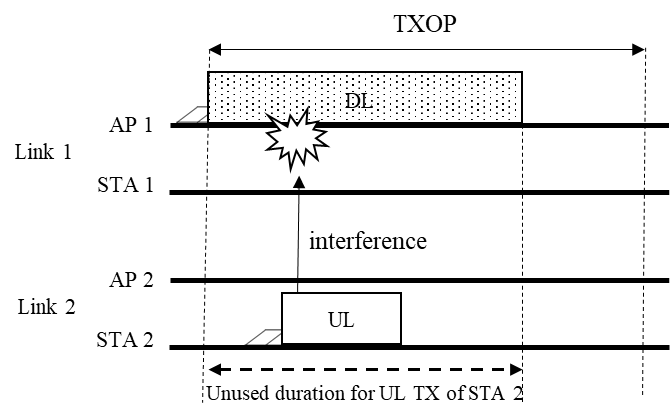 TXOP
DL
AP 1
Link 1
STA 1
interference
AP 2
Link 2
UL
STA 2
Unused duration for UL TX of STA 2